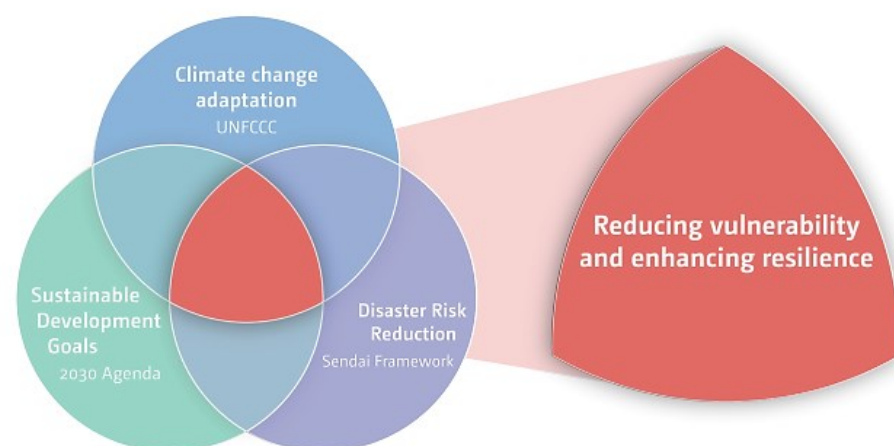 Climate change
adaptation
UNFCCC
Sustainable
Development
Goals
2030 Agenda
Disaster Risk
Reduction
Sendai Framework
Reducing vulnerability
and enhancing resilience